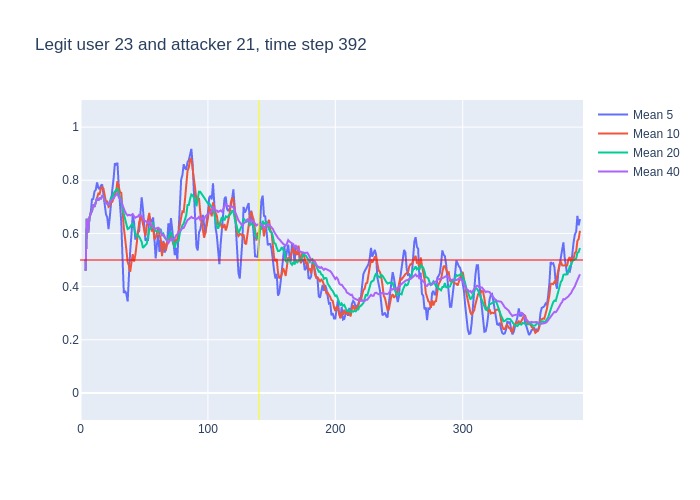 Legit user 23 and attacker 21, time step 392
Mean 5
Mean 10
Mean 20
Mean 40
1
0.8
0.6
0.4
0.2
0
0 100 200 300